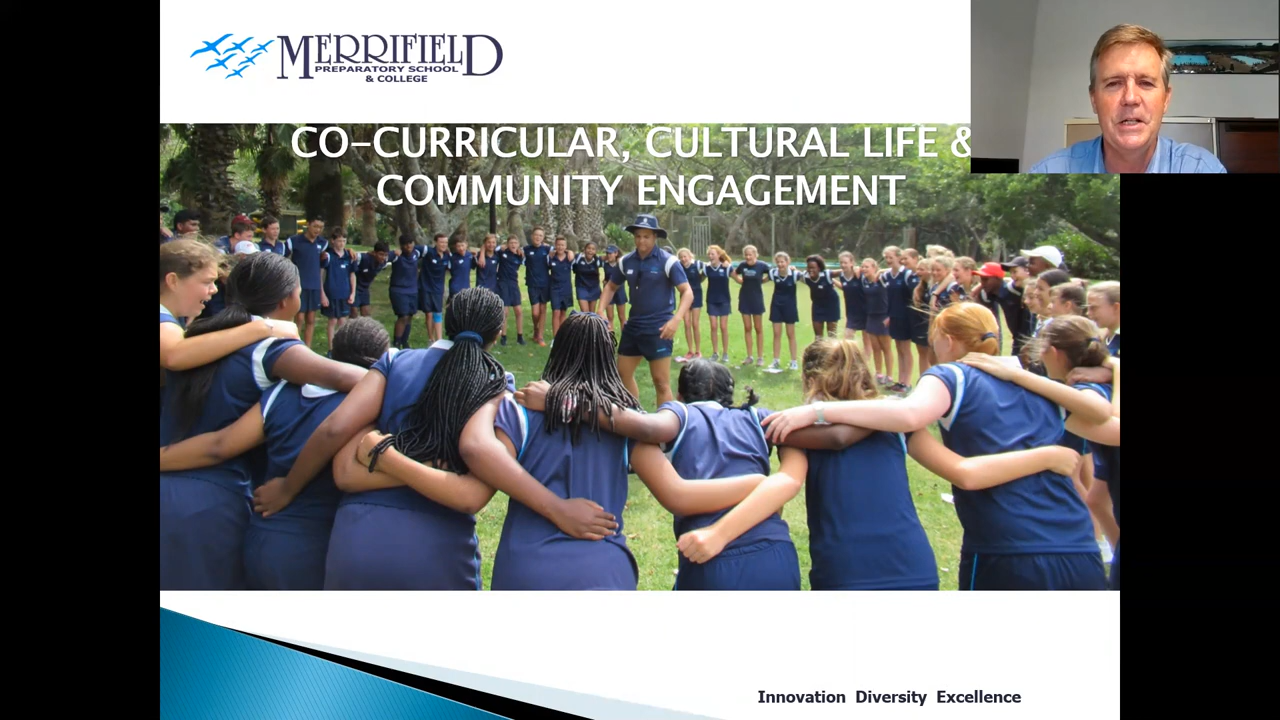 MERRIFIELD
PREPARATORY SCHOOL
& COLLEGE
CO-CURRICULAR, CULTURAL LIFE &
COMMUNITY ENGAGEMENT
Innovation Diversity Excellence